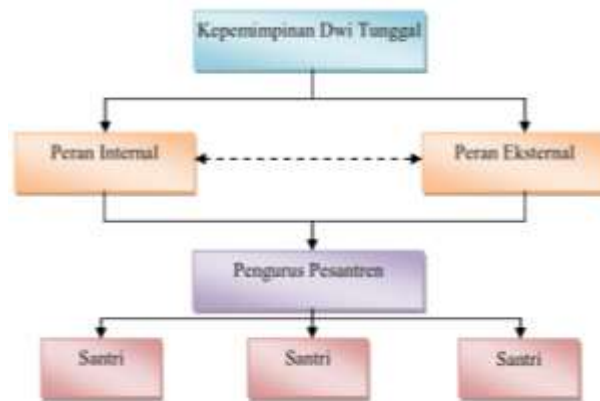 Kepemimpinan Dwi Tunggal
Peran Internal
Peran Eksternal
Pengurus Pesantren
Santri
Santri
Santri